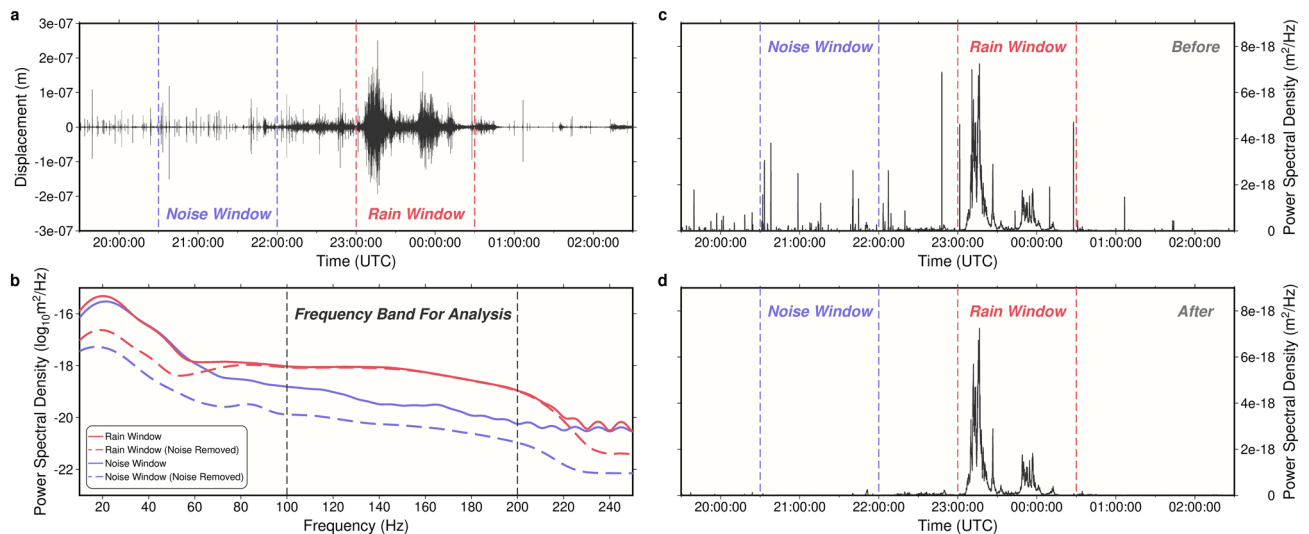 a
3e-07
2e-07
1e-07
0
-1e-07
-2e-07
-3e-07
Displacement (m)
Noise Window
Rain Window
20:00:00
21:00:00
22:00:00
23:00:00
00:00:00
01:00:00
02:00:00
Time (UTC)
b
-16
-18
-20
-22
Power Spectral Density (log10m²/Hz)
Frequency Band For Analysis
Rain Window
Rain Window (Noise Removed)
Noise Window
Noise Window (Noise Removed)
20
40
60
80
100
120
140
160
180
200
220
240
Frequency (Hz)
c
Noise Window
Rain Window
Before
8e-18
6e-18
4e-18
2e-18
0
Power Spectral Density (m²/Hz)
20:00:00
21:00:00
22:00:00
23:00:00
00:00:00
01:00:00
02:00:00
Time (UTC)
d
Noise Window
Rain Window
After
8e-18
6e-18
4e-18
2e-18
0
Power Spectral Density (m²/Hz)
20:00:00
21:00:00
22:00:00
23:00:00
00:00:00
01:00:00
02:00:00
Time (UTC)